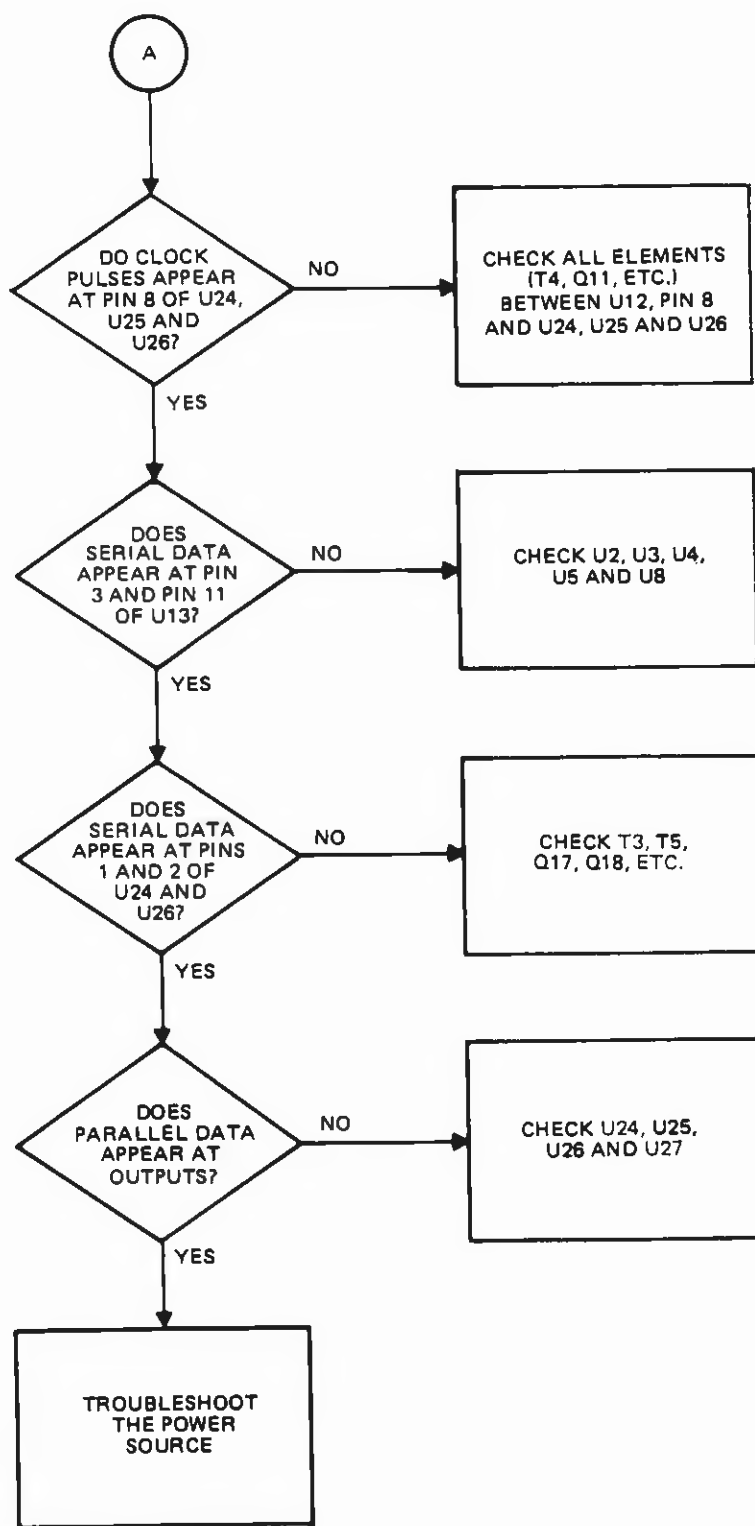 A
DO CLOCK
PULSES APPEAR
AT PIN 8 OF U24,
U25 AND
U26?
NO
CHECK ALL ELEMENTS
(T4, Q11, ETC.)
BETWEEN U12, PIN 8
AND U24, U25 AND U26
YES
DOES
SERIAL DATA
APPEAR AT PIN
3 AND PIN 11
OF U13?
NO
CHECK U2, U3, U4,
U5 AND U8
YES
DOES
SERIAL DATA
APPEAR AT PINS
1 AND 2 OF
U24 AND
U26?
NO
CHECK T3, T5,
Q17, Q18, ETC.
YES
DOES
PARALLEL DATA
APPEAR AT
OUTPUTS?
NO
CHECK U24, U25,
U26 AND U27
YES
TROUBLESHOOT
THE POWER
SOURCE